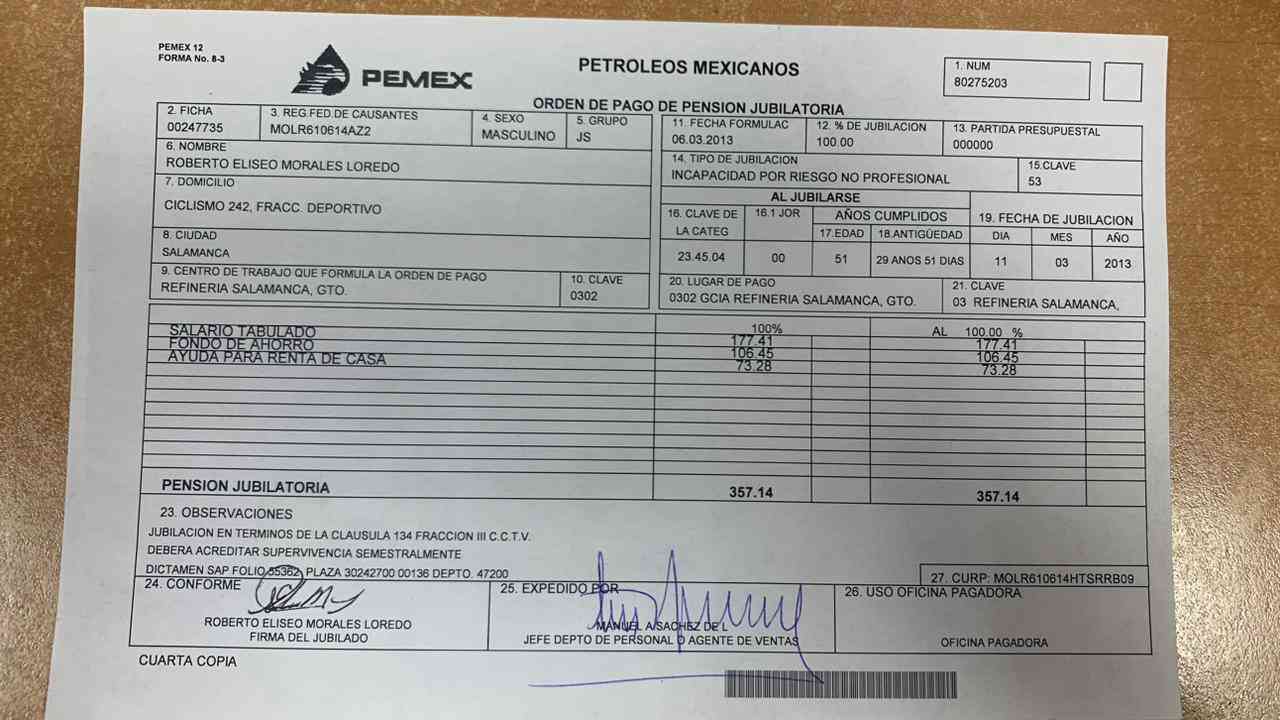 PEMEX 12
FORMA No. 8-3
PEMEX
PETROLEOS MEXICANOS
ORDEN DE PAGO DE PENSION JUBILATORIA
1. NUM
80275203
2. FICHA
00247735
3. REG.FED.DE CAUSANTES
MOLR610614AZ2
4. SEXO
MASCULINO
5. GRUPO
JS
11. FECHA FORMULAC
06.03.2013
12. % DE JUBILACION
100.00
13. PARTIDA PRESUPUESTAL
000000
6. NOMBRE
ROBERTO ELISEO MORALES LOREDO
14. TIPO DE JUBILACION
INCAPACIDAD POR RIESGO NO PROFESIONAL
15.CLAVE
53
7. DOMICILIO
CICLISMO 242, FRACC. DEPORTIVO
AL JUBILARSE
16. CLAVE DE
LA CATEG
16.1 JOR
AÑOS CUMPLIDOS
17.EDAD
18.ANTIGÜEDAD
19. FECHA DE JUBILACION
DIA
MES
AÑO
23.45.04
00
51
29 ANOS 51 DIAS
11
03
2013
8. CIUDAD
SALAMANCA
9. CENTRO DE TRABAJO QUE FORMULA LA ORDEN DE PAGO
REFINERIA SALAMANCA, GTO.
10. CLAVE
0302
20. LUGAR DE PAGO
0302 GCIA REFINERIA SALAMANCA, GTO.
21. CLAVE
03 REFINERIA SALAMANCA,
100%
AL 100.00 %
SALARIO TABULADO 177.41 177.41
FONDO DE AHORRO 106.45 106.45
AYUDA PARA RENTA DE CASA 73.28 73.28
PENSION JUBILATORIA 357.14 357.14
23. OBSERVACIONES
JUBILACION EN TERMINOS DE LA CLAUSULA 134 FRACCION III C.C.T.V.
DEBERA ACREDITAR SUPERVIVENCIA SEMESTRALMENTE
DICTAMEN SAP FOLIO 55362, PLAZA 30242700 00136 DEPTO. 47200
27. CURP: MOLR610614HTSRRB09
24. CONFORME
ROBERTO ELISEO MORALES LOREDO
FIRMA DEL JUBILADO
25. EXPEDIDO POR
MANUEL A SACHEZ DE L
JEFE DEPTO DE PERSONAL O AGENTE DE VENTAS
26. USO OFICINA PAGADORA
OFICINA PAGADORA
CUARTA COPIA